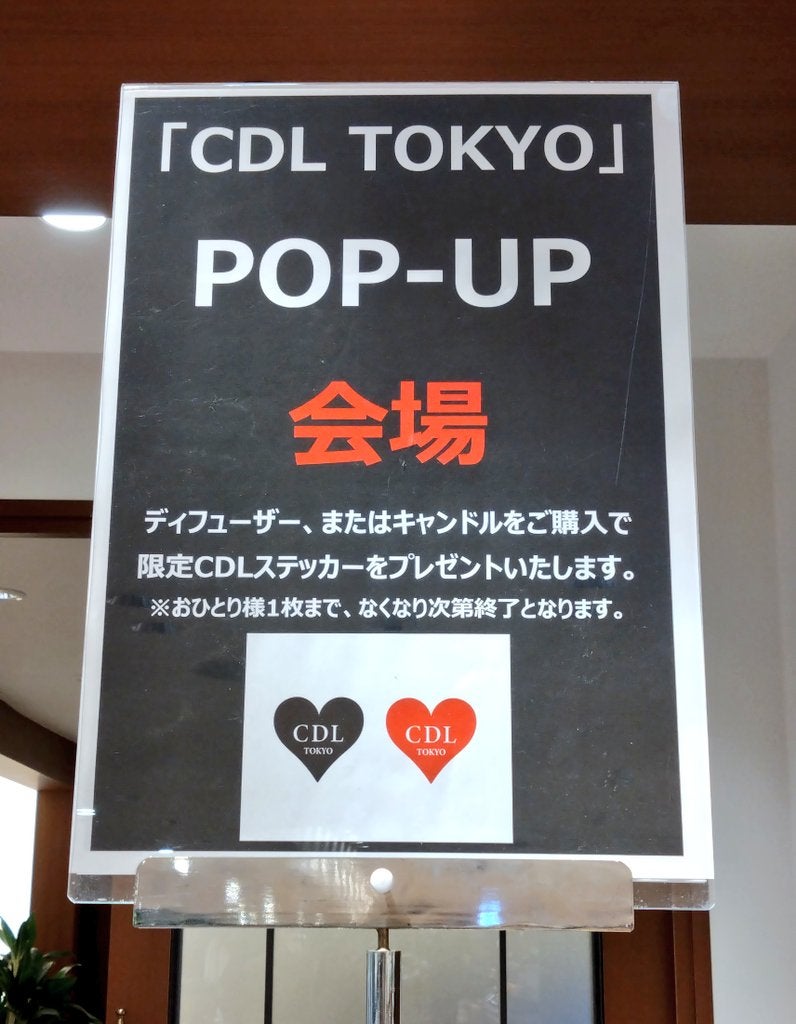 「CDL TOKYO」
POP-UP
会場
ディフューザー、またはキャンドルをご購入で
限定CDLステッカーをプレゼントいたします。
※おひとり様1枚まで、なくなり次第終了となります。
CDL
TOKYO
CDL
TOKYO